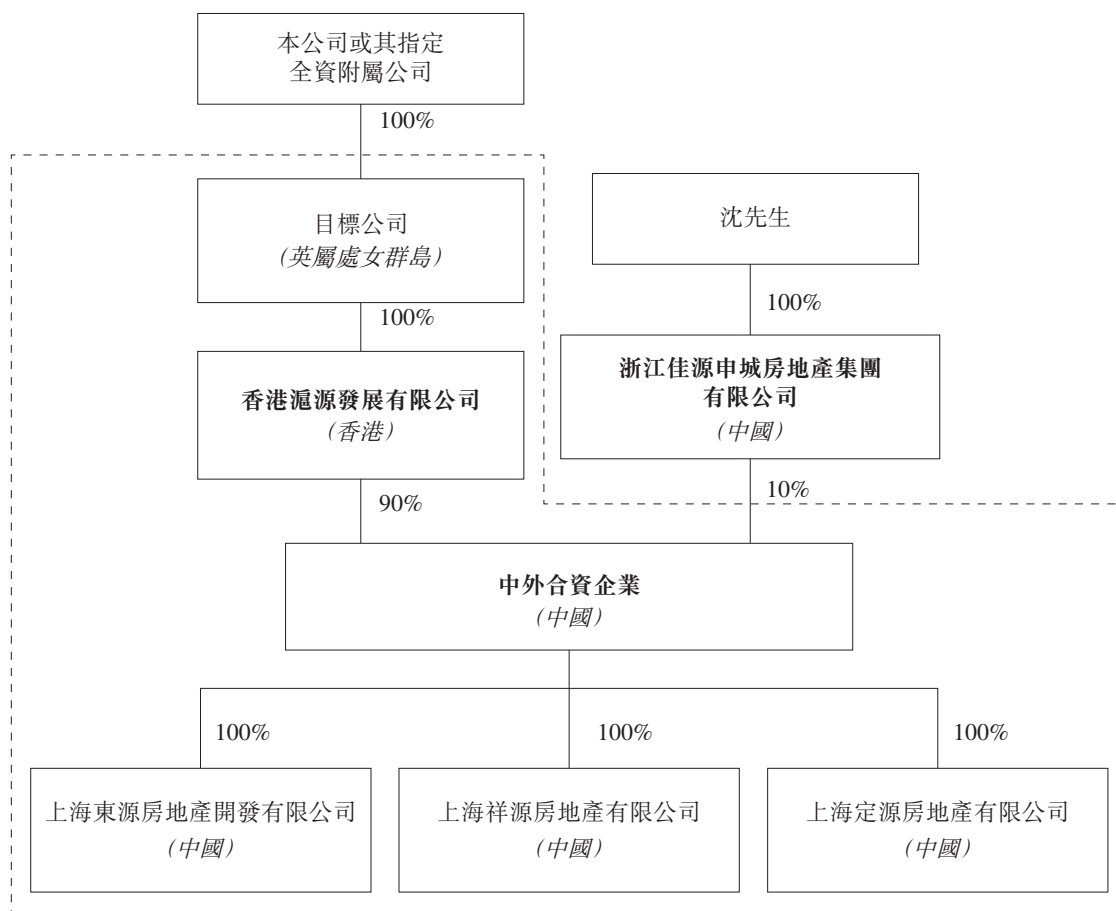 本公司或其指定
全資附屬公司
100%
目標公司
(英屬處女群島)
沈先生
100%
100%
香港滬源發展有限公司
(香港)
浙江佳源申城房地產集團
有限公司
(中國)
90%
10%
中外合資企業
(中國)
100%
100%
100%
上海東源房地產開發有限公司
(中國)
上海祥源房地產有限公司
(中國)
上海定源房地產有限公司
(中國)